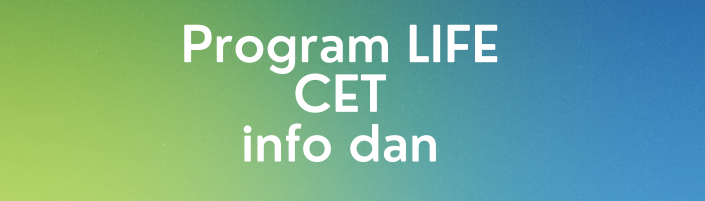 Program LIFE
CET
info dan